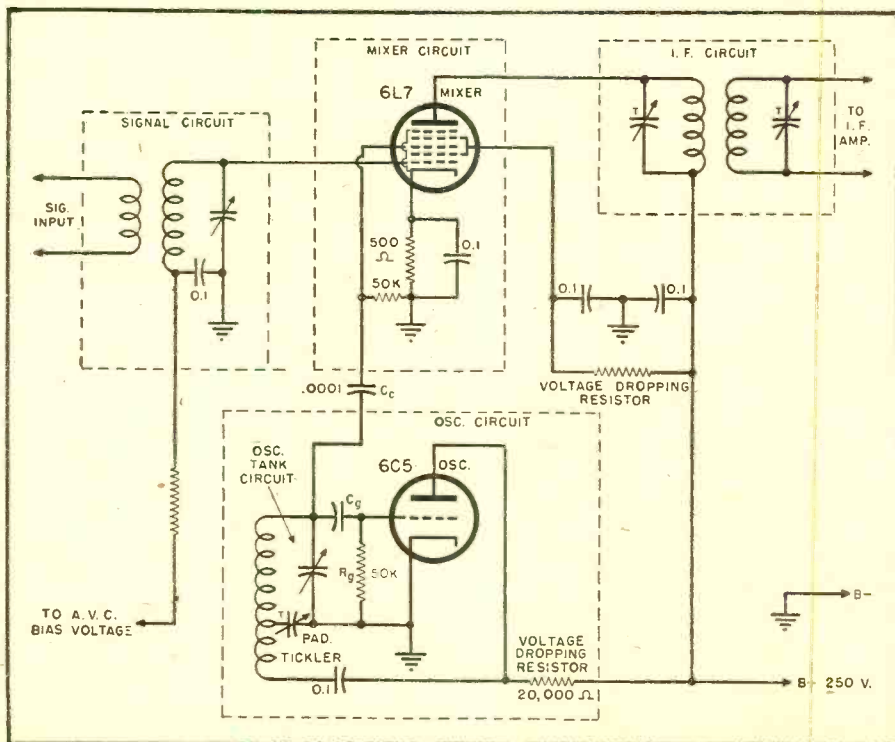 MIXER CIRCUIT
I. F. CIRCUIT
6L7
MIXER
SIGNAL CIRCUIT
T
T
TO
I. F.
AMP.
SIG.
INPUT
500
Ω
0.1
50K
0.1
0.1
0.1
.0001
Cc
VOLTAGE DROPPING
RESISTOR
OSC. CIRCUIT
OSC.
TANK
CIRCUIT
6C5
OSC.
Cg
Rg
50K
T
PAD.
TICKLER
TO A.V.C.
BIAS VOLTAGE
B-
VOLTAGE
DROPPING
RESISTOR
0.1
20,000 Ω
250 V.